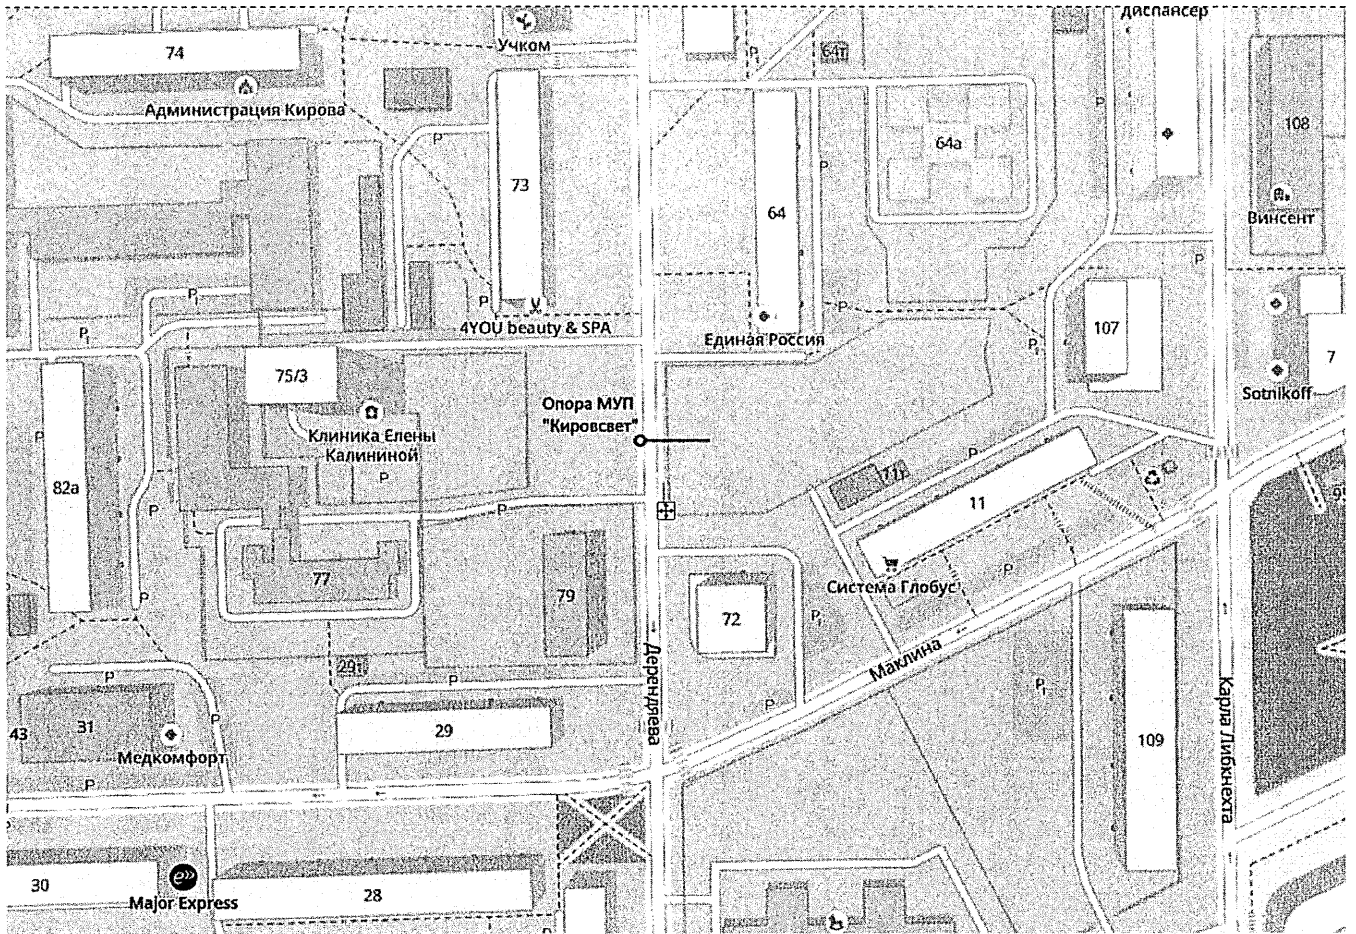 диспансер
Учком
64т
74
Администрация Кирова
P
P
P
108
64а
73
64
P
Винсент
P
P
P
P
4YOU beauty & SPA
Единая Россия
107
P
P
7
75/3
Sotnikoff
Опора МУП
"Кировсвет"
Клиника Елены
Калининой
P
P
P
82а
11
P
P
77
79
Система Глобус
P
P
72
P
29т
Дерендяева
Маклина
P
P
P
P
P
43
31
29
Карла Либкнехта
109
Медкомфорт
P
30
28
Major Express